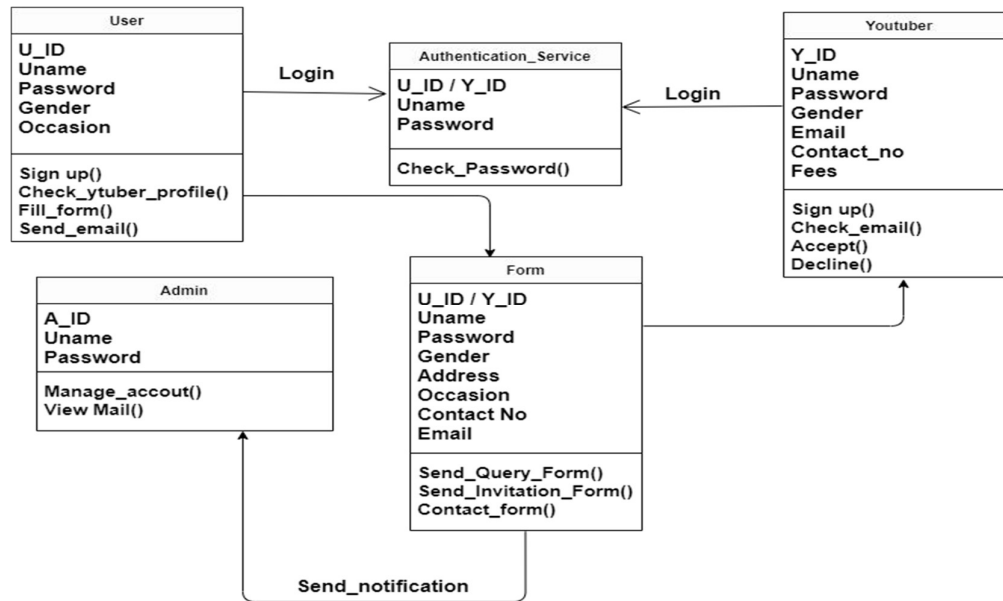 User
U_ID
Uname
Password
Gender
Occasion
Sign up()
Check_ytuber_profile()
Fill_form()
Send_email()
Login
Authentication_Service
U_ID / Y_ID
Uname
Password
Check_Password()
Login
Youtuber
Y_ID
Uname
Password
Gender
Email
Contact_no
Fees
Sign up()
Check_email()
Accept()
Decline()
Admin
A_ID
Uname
Password
Manage_accout()
View Mail()
Form
U_ID / Y_ID
Uname
Password
Gender
Address
Occasion
Contact No
Email
Send_Query_Form()
Send_Invitation_Form()
Contact_form()
Send_notification